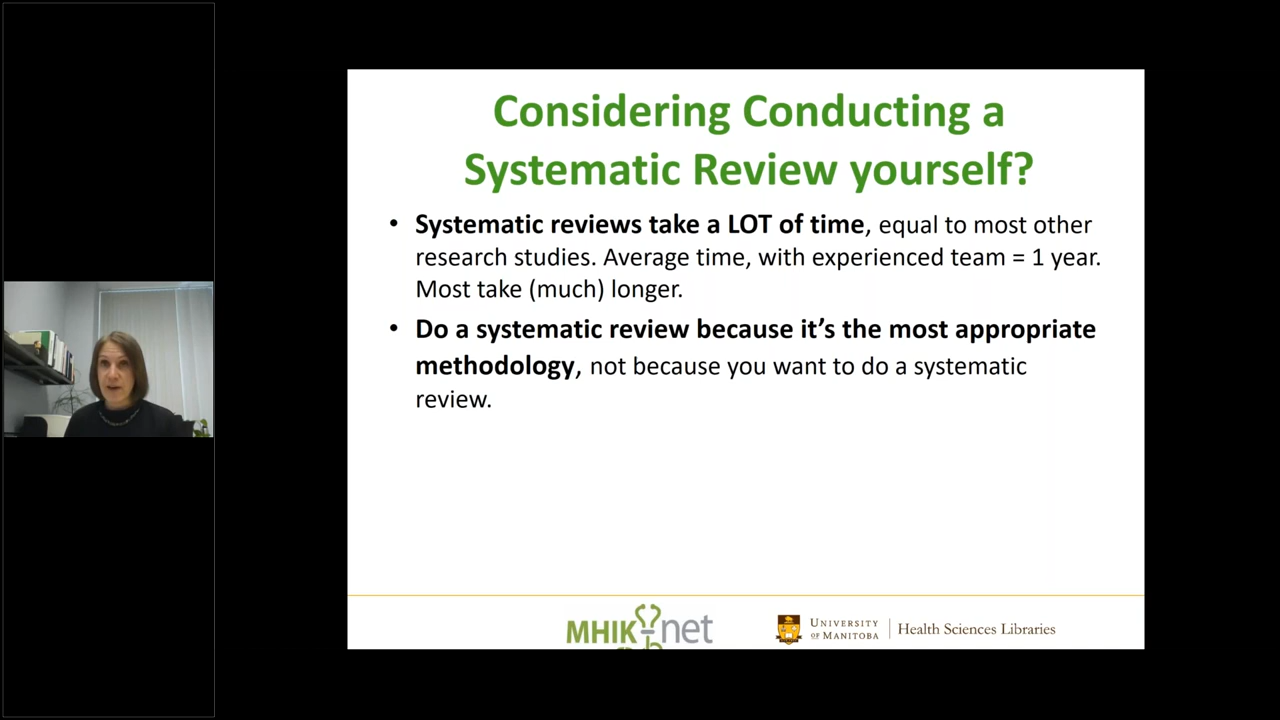 Considering Conducting a
Systematic Review yourself?
• Systematic reviews take a LOT of time, equal to most other
research studies. Average time, with experienced team = 1 year.
Most take (much) longer.
• Do a systematic review because it’s the most appropriate
methodology, not because you want to do a systematic
review.
MHIK-net
UNIVERSITY
OF MANITOBA
Health Sciences Libraries